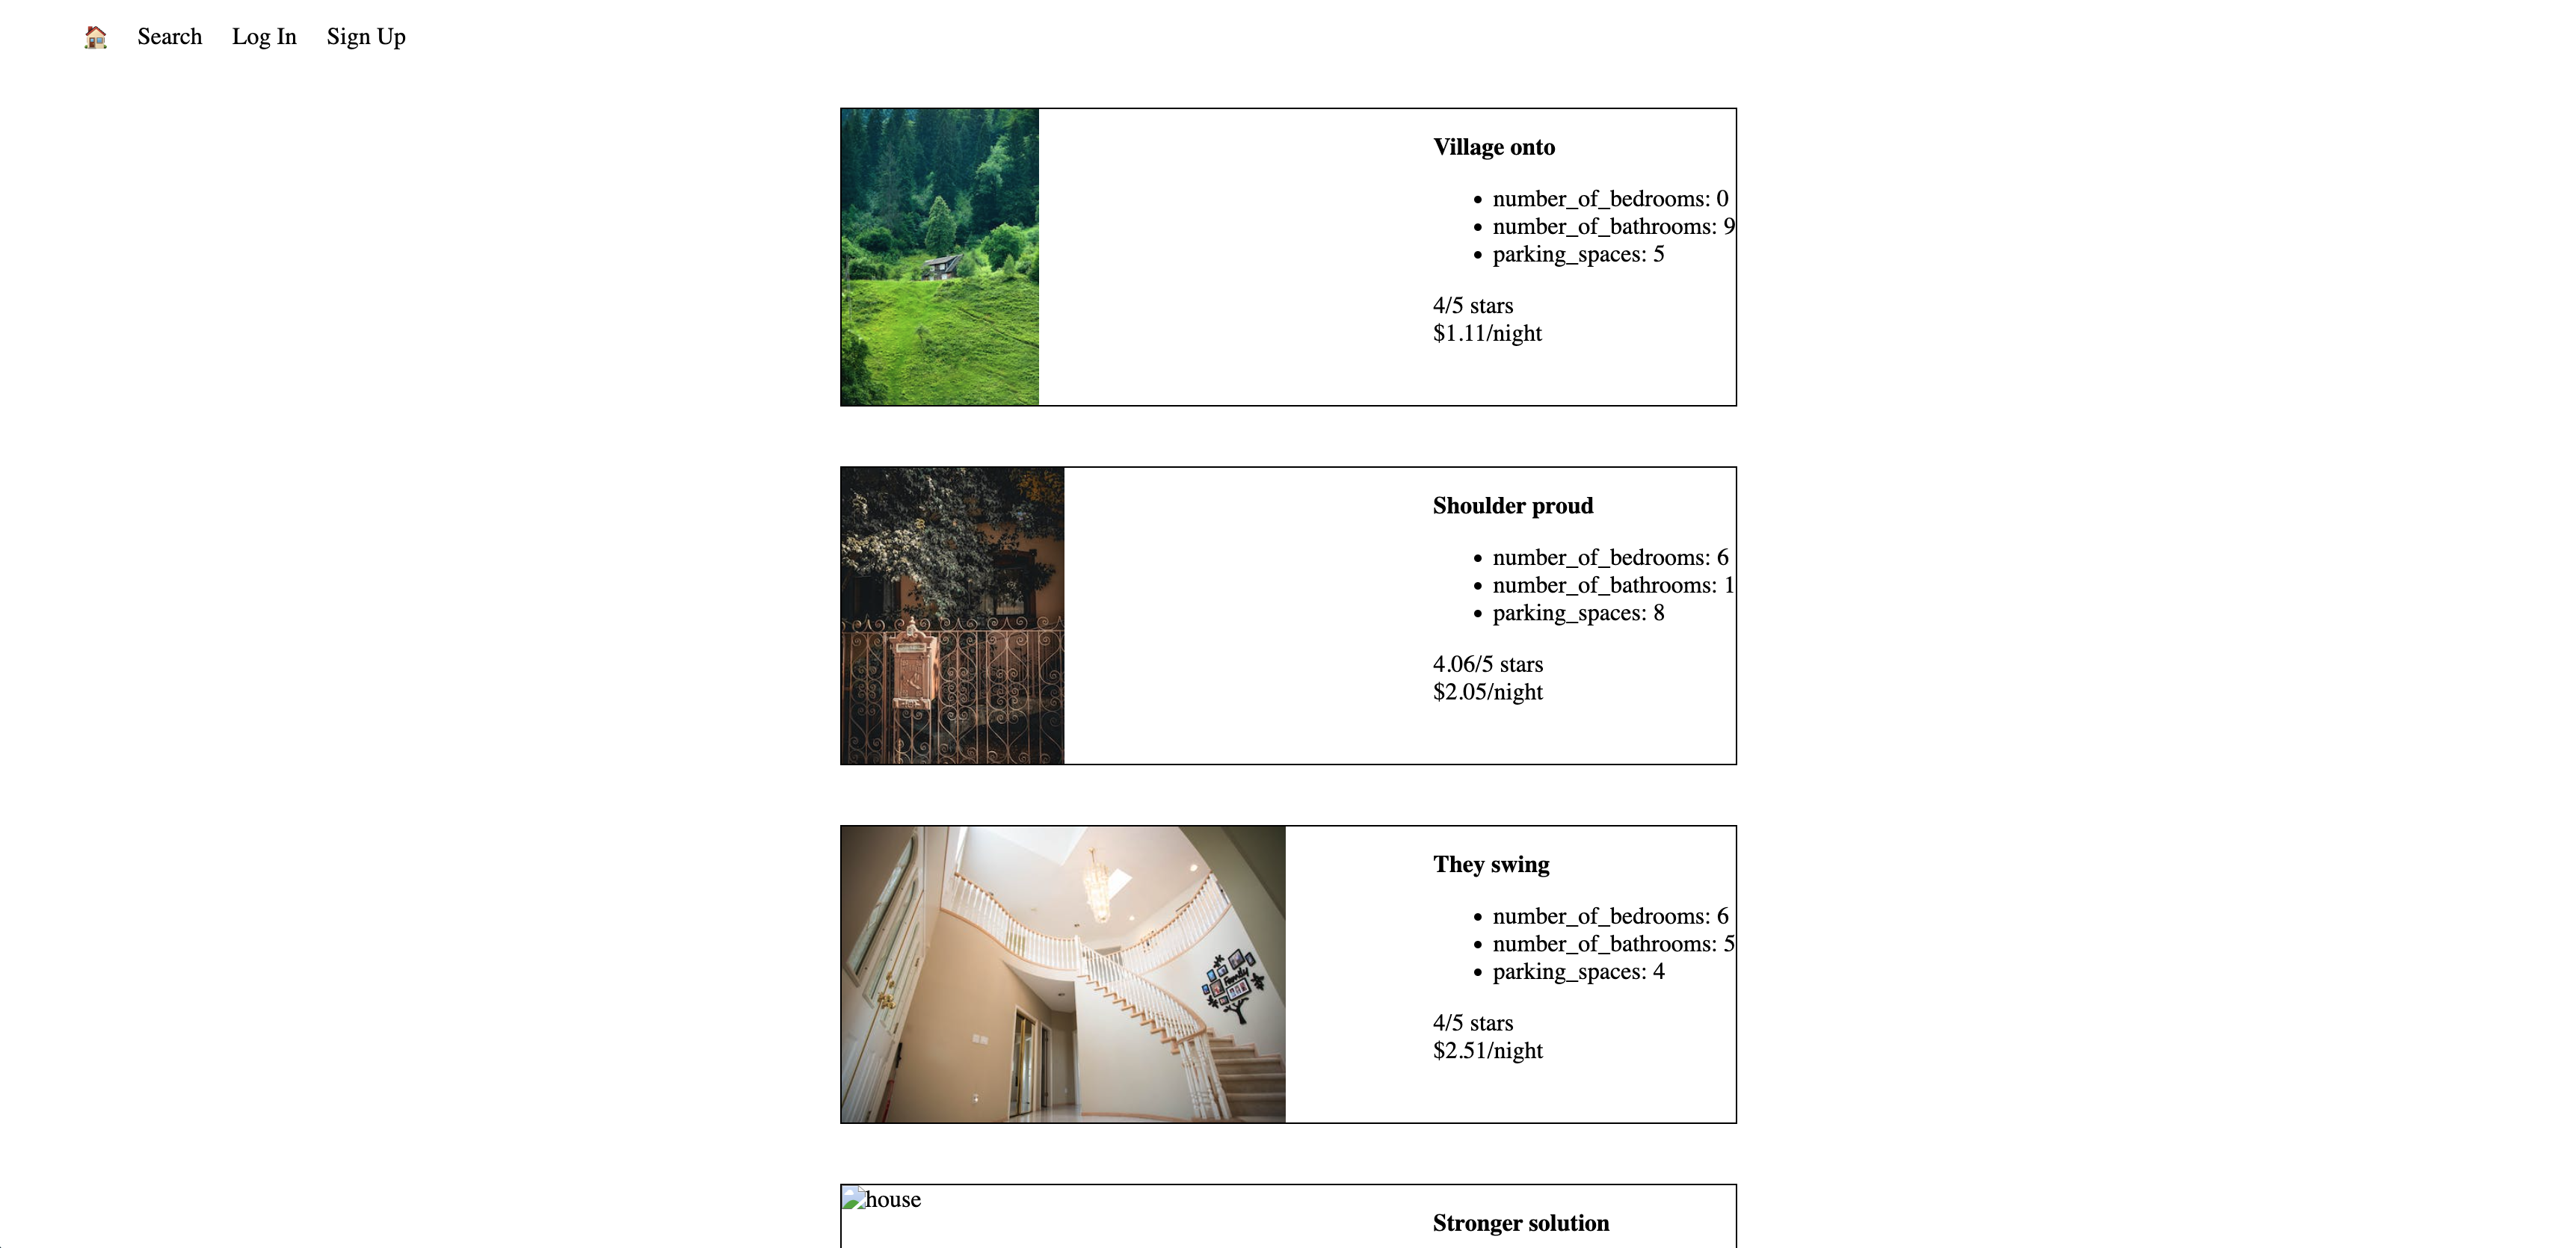 Search Log In Sign Up
Village onto
number_of_bedrooms: 0
number_of_bathrooms: 9
parking_spaces: 5
4/5 stars
$1.11/night
Shoulder proud
number_of_bedrooms: 6
number_of_bathrooms: 1
parking_spaces: 8
4.06/5 stars
$2.05/night
They swing
number_of_bedrooms: 6
number_of_bathrooms: 5
parking_spaces: 4
4/5 stars
$2.51/night
Family
house
Stronger solution